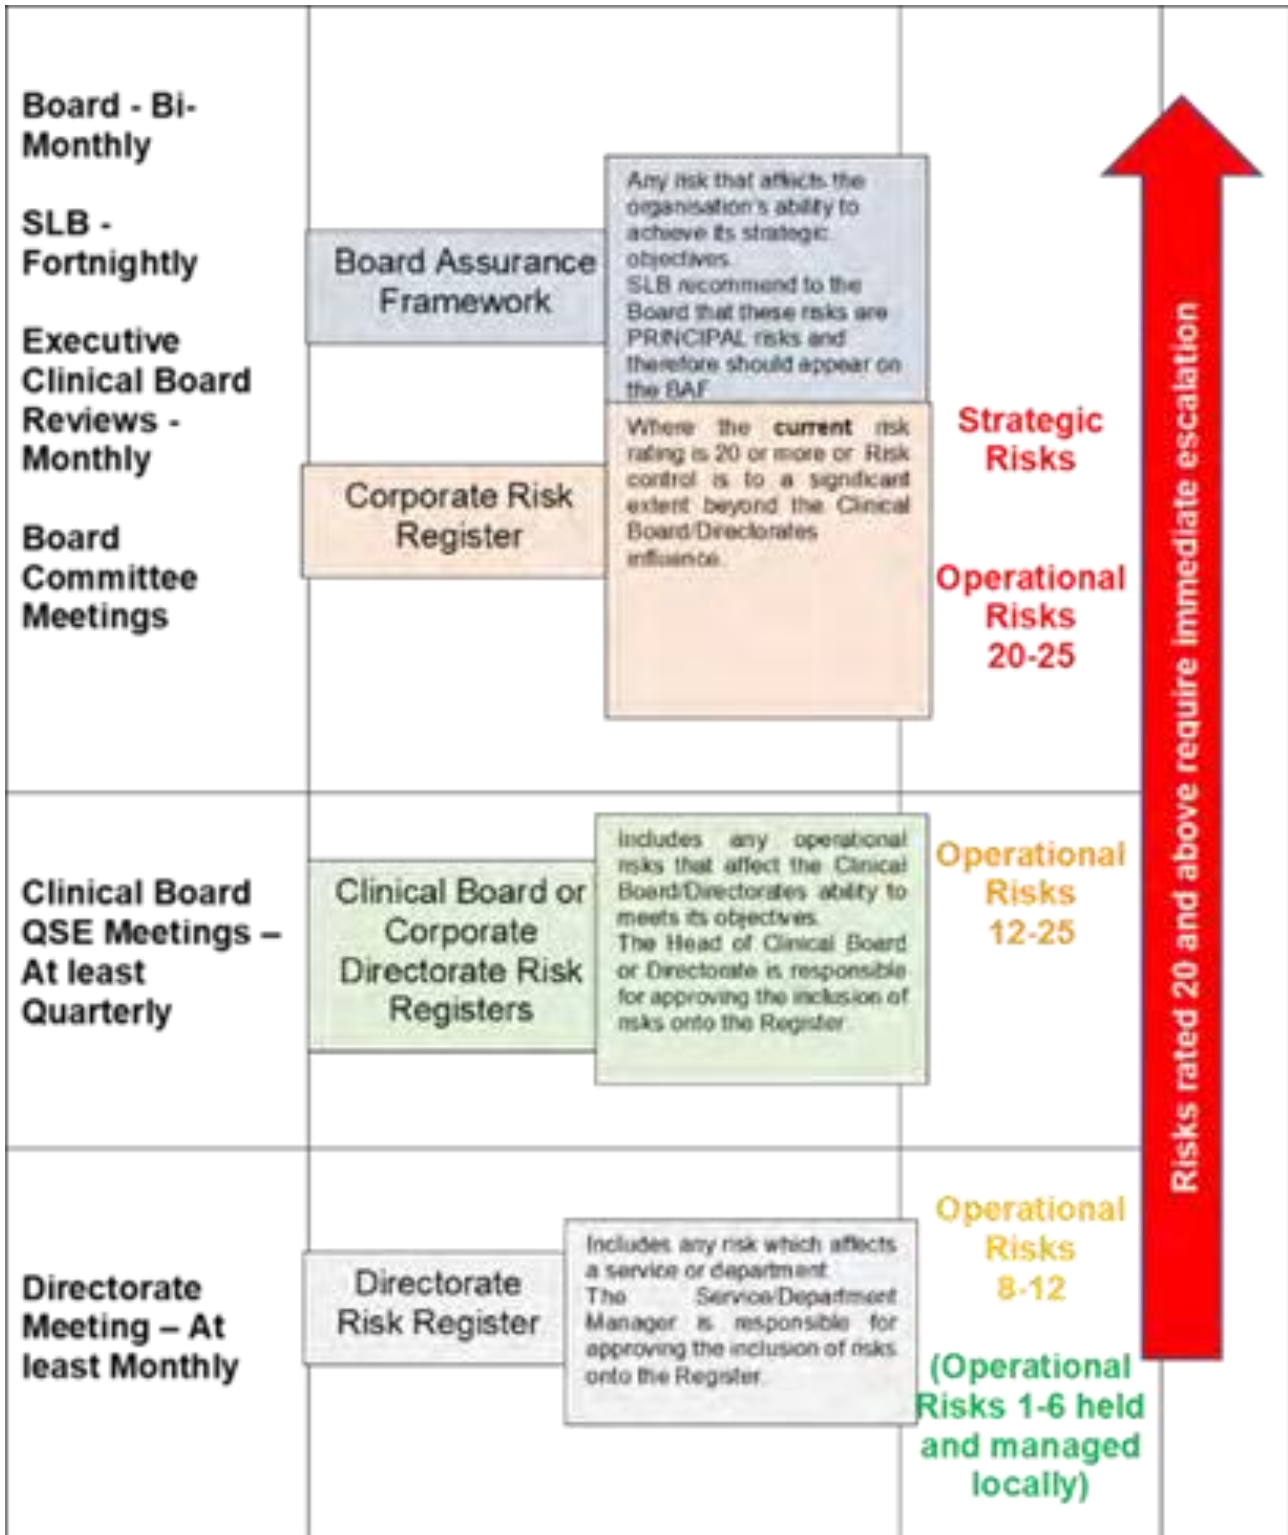 Board - Bi-
Monthly
SLB -
Fortnightly
Executive
Clinical Board
Reviews -
Monthly
Board
Committee
Meetings
Board Assurance
Framework
Any risk that affects the
organisation's ability to
achieve its strategic
objectives.
SLB recommend to the
Board that these risks are
PRINCIPAL risks and
therefore should appear on
the BAF
Corporate Risk
Register
Where the current risk
rating is 20 or more or Risk
control is to a significant
extent beyond the Clinical
Board/Directorates
influence.
Strategic
Risks
Operational
Risks
20-25
Clinical Board
QSE Meetings –
At least
Quarterly
Clinical Board or
Corporate
Directorate Risk
Registers
Includes any operational
risks that affect the Clinical
Board/Directorates ability to
meets its objectives.
The Head of Clinical Board
or Directorate is responsible
for approving the inclusion of
risks onto the Register
Operational
Risks
12-25
Directorate
Meeting – At
least Monthly
Directorate
Risk Register
Includes any risk which affects
a service or department
The Service/Department
Manager is responsible for
approving the inclusion of risks
onto the Register.
Operational
Risks
8-12
(Operational
Risks 1-6 held
and managed
locally)
Risks rated 20 and above require immediate escalation